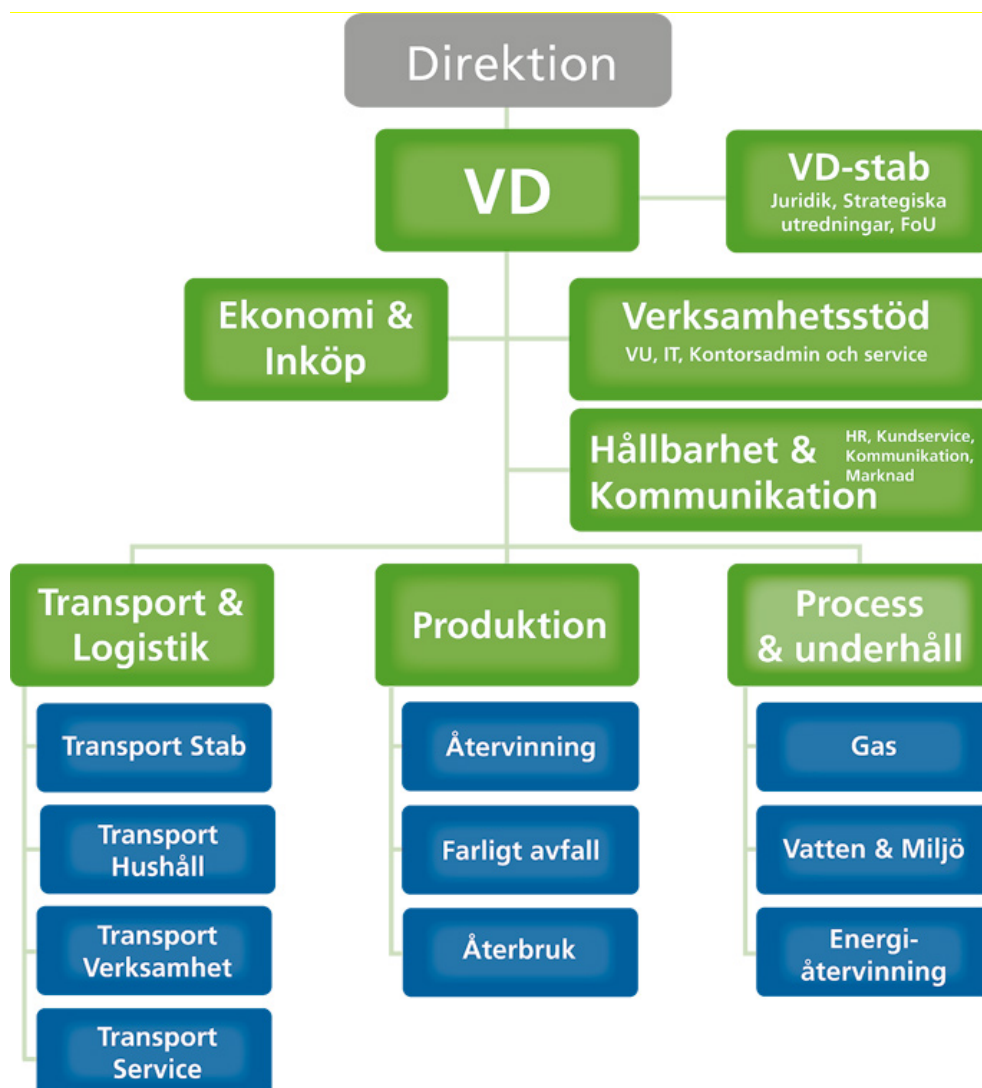 Direktion
VD
VD-stab
Juridik, Strategiska
utredningar, FoU
Ekonomi &
Inköp
Verksamhetsstöd
VU, IT, Kontorsadmin och service
Hållbarhet &
Kommunikation
HR, Kundservice,
Kommunikation,
Marknad
Transport &
Logistik
Transport Stab
Transport
Hushåll
Transport
Verksamhet
Transport
Service
Produktion
Återvinning
Farligt avfall
Återbruk
Process
& underhåll
Gas
Vatten & Miljö
Energi-
återvinning